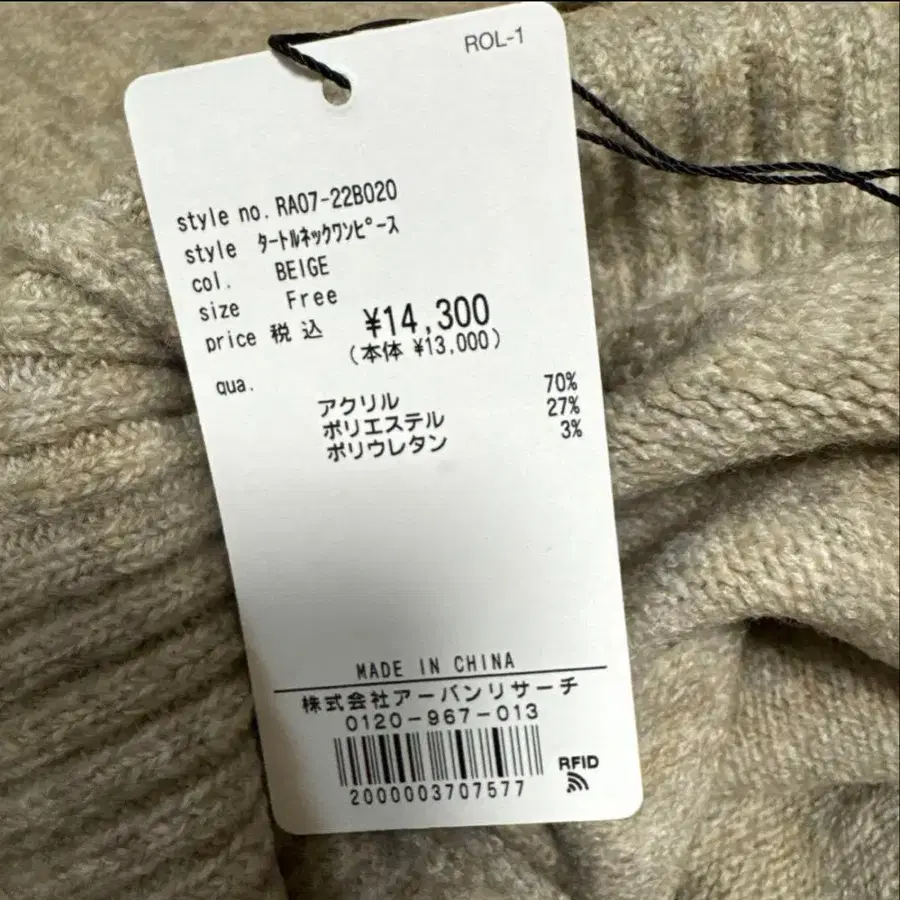 ROL-1
style no. RA07-22B020
style ﾀｰﾄﾙﾈｯｸﾜﾝﾋﾟｰｽ
col. BEIGE
size Free
price 税込 ¥14,300
(本体 ¥13,000)
qua.
アクリル 70%
ポリエステル 27%
ポリウレタン 3%
MADE IN CHINA
株式会社アーバンリサーチ
0120-967-013
RFID
2000003707577